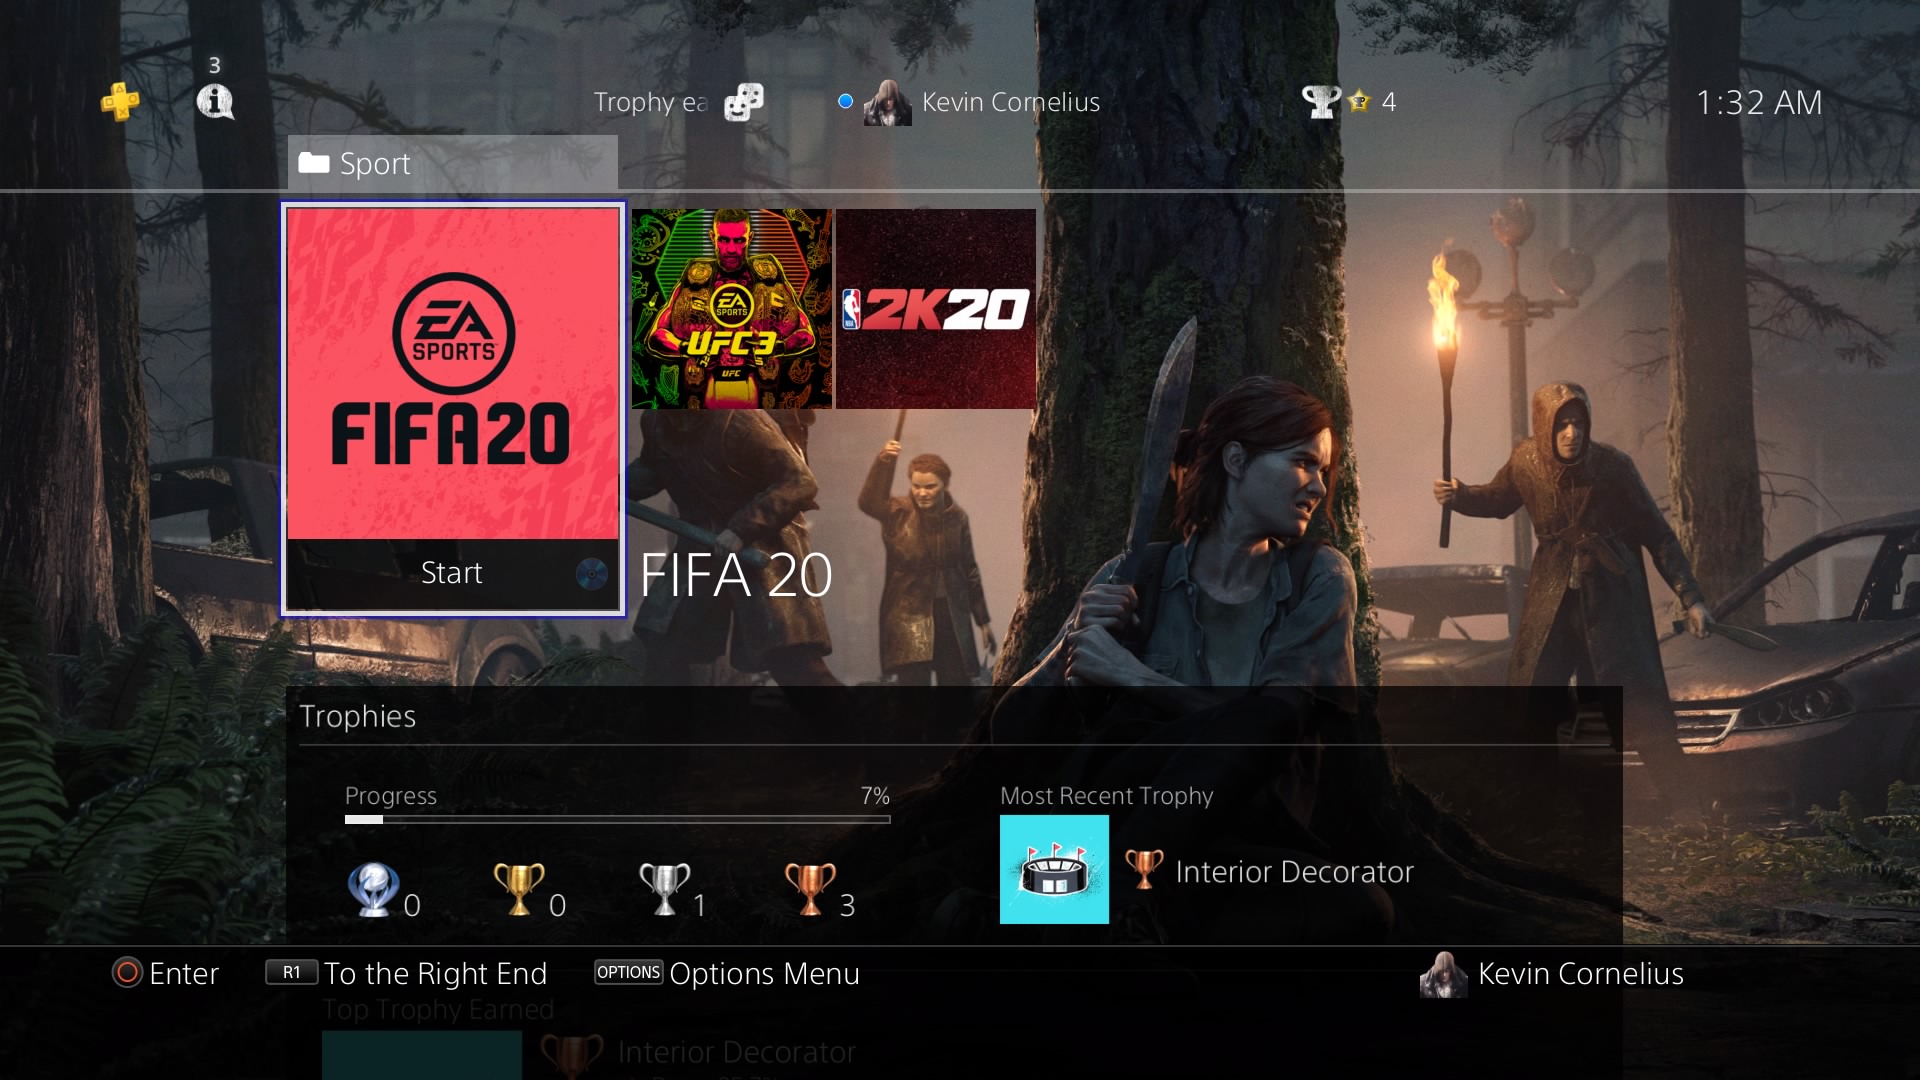 3
Trophy ea
Kevin Cornelius
4
1:32 AM
Sport
EA
SPORTS
FIFA20
Start
EA
SPORTS
UFC 3
UFC
NBA
2K20
FIFA 20
Trophies
Progress
7%
Most Recent Trophy
0
0
1
3
Interior Decorator
Enter
R1
To the Right End
OPTIONS
Options Menu
Kevin Cornelius
Top Trophy Earned
Interior Decorator